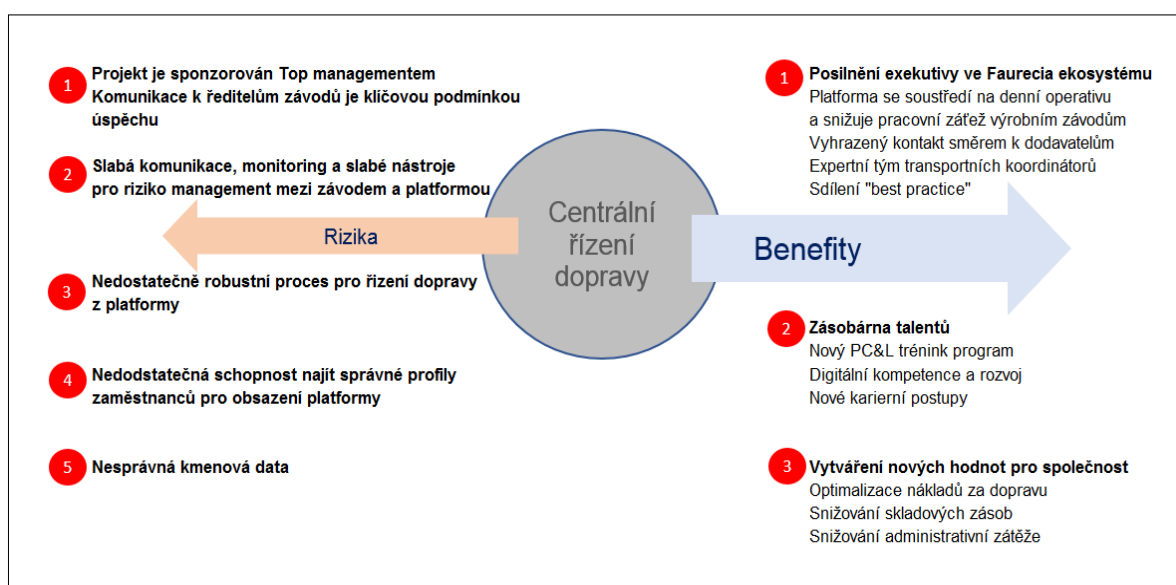 1
Projekt je sponzorován Top managementem
Komunikace k ředitelům závodů je klíčovou podmínkou
úspěchu
2
Slabá komunikace, monitoring a slabé nástroje
pro riziko management mezi závodem a platformou
Rizika
3
Nedostatečně robustní proces pro řízení dopravy
z platformy
4
Nedodstatečná schopnost najít správné profily
zaměstnanců pro obsazení platformy
5
Nesprávná kmenová data
Centrální
řízení
dopravy
1
Posilnění exekutivy ve Faurecia ekosystému
Platforma se soustředí na denní operativu
a snižuje pracovní záťež výrobním závodům
Vyhrazený kontakt směrem k dodavatelům
Expertní tým transportních koordinátorů
Sdílení "best practice"
Benefity
2
Zásobárna talentů
Nový PC&L trénink program
Digitální kompetence a rozvoj
Nové karierní postupy
3
Vytváření nových hodnot pro společnost
Optimalizace nákladů za dopravu
Snižování skladových zásob
Snižování administrativní zátěže